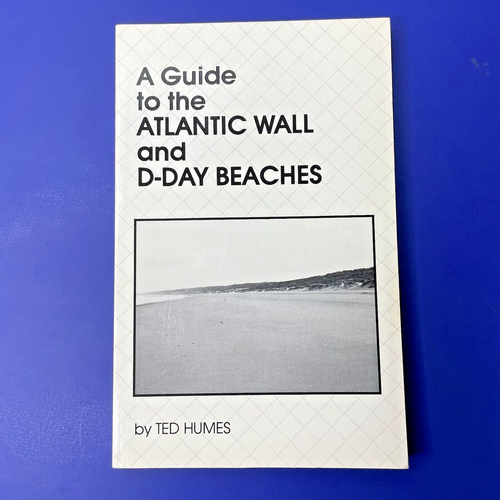 A Guide
to the
ATLANTIC WALL
and
D-DAY BEACHES
by TED HUMES